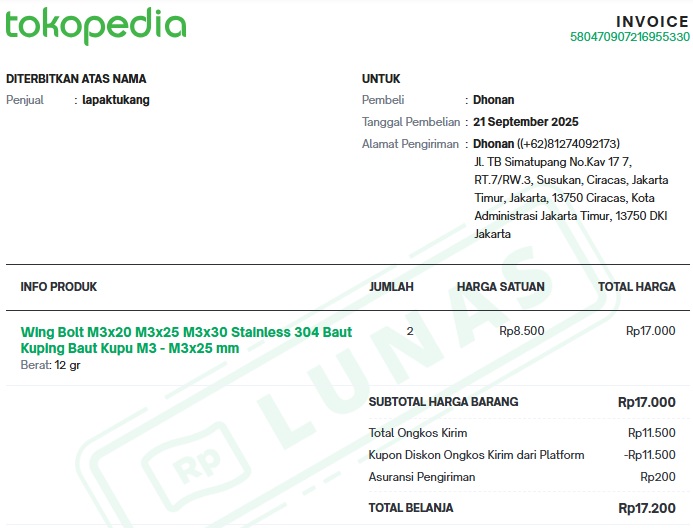 tokopedia
INVOICE
580470907216955330
DITERBITKAN ATAS NAMA
Penjual : lapaktukang
UNTUK
Pembeli : Dhonan
Tanggal Pembelian : 21 September 2025
Alamat Pengiriman : Dhonan ((+62)81274092173)
Jl. TB Simatupang No.Kav 17 7,
RT.7/RW.3, Susukan, Ciracas, Jakarta
Timur, Jakarta, 13750 Ciracas, Kota
Administrasi Jakarta Timur, 13750 DKI
Jakarta
INFO PRODUK JUMLAH HARGA SATUAN TOTAL HARGA
Wing Bolt M3x20 M3x25 M3x30 Stainless 304 Baut 2 Rp8.500 Rp17.000
Kuping Baut Kupu M3 - M3x25 mm
Berat: 12 gr
SUBTOTAL HARGA BARANG Rp17.000
Total Ongkos Kirim Rp11.500
Kupon Diskon Ongkos Kirim dari Platform -Rp11.500
Asuransi Pengiriman Rp200
TOTAL BELANJA Rp17.200
LUNAS
Rp